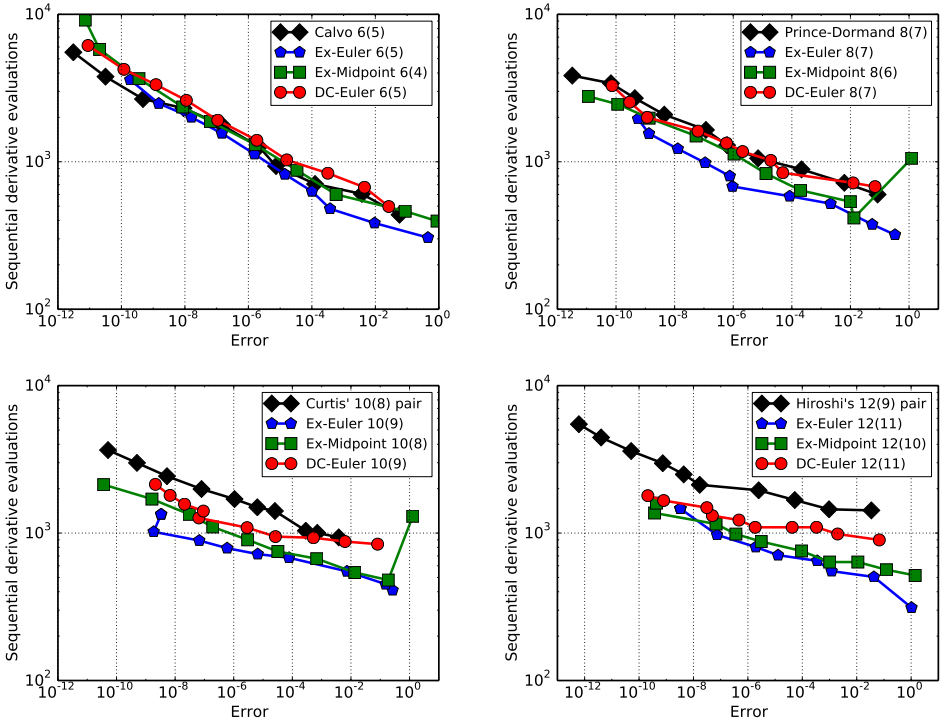 Sequential derivative evaluations
10^4
10^3
10^2
Calvo 6(5)
Ex-Euler 6(5)
Ex-Midpoint 6(4)
DC-Euler 6(5)
10^-12 10^-10 10^-8 10^-6 10^-4 10^-2 10^0
Error
Sequential derivative evaluations
10^4
10^3
10^2
Prince-Dormand 8(7)
Ex-Euler 8(7)
Ex-Midpoint 8(6)
DC-Euler 8(7)
10^-12 10^-10 10^-8 10^-6 10^-4 10^-2 10^0
Error
Sequential derivative evaluations
10^4
10^3
10^2
Curtis' 10(8) pair
Ex-Euler 10(9)
Ex-Midpoint 10(8)
DC-Euler 10(9)
10^-12 10^-10 10^-8 10^-6 10^-4 10^-2 10^0
Error
Sequential derivative evaluations
10^4
10^3
10^2
Hiroshi's 12(9) pair
Ex-Euler 12(11)
Ex-Midpoint 12(10)
DC-Euler 12(11)
10^-12 10^-10 10^-8 10^-6 10^-4 10^-2 10^0
Error